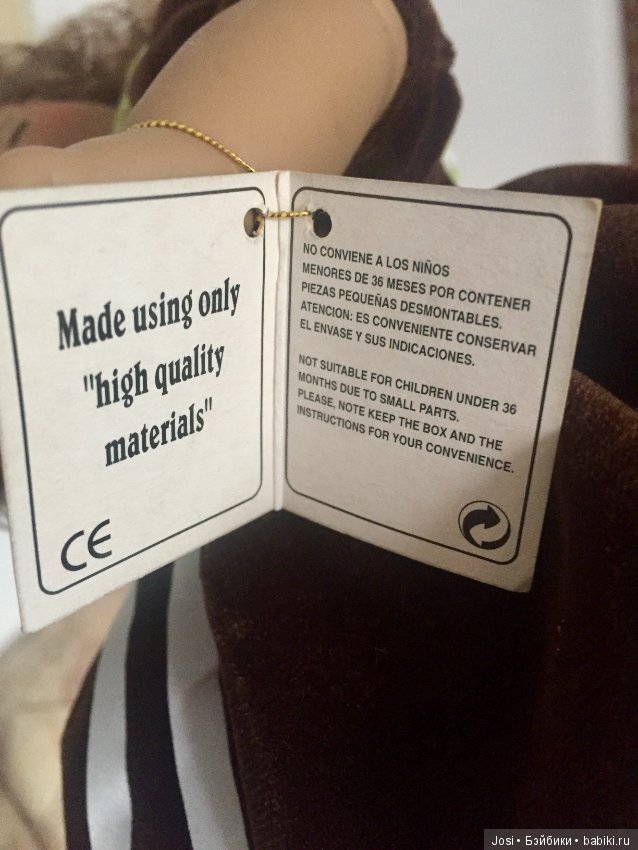 Made using only
"high quality
materials"
CE
NO CONVIENE A LOS NIÑOS
MENORES DE 36 MESES POR CONTENER
PIEZAS PEQUEÑAS DESMONTABLES.
ATENCION: ES CONVENIENTE CONSERVAR
EL ENVASE Y SUS INDICACIONES.
NOT SUITABLE FOR CHILDREN UNDER 36
MONTHS DUE TO SMALL PARTS.
PLEASE, NOTE KEEP THE BOX AND THE
INSTRUCTIONS FOR YOUR CONVENIENCE.
Josi • Бэйбики • babiki.ru